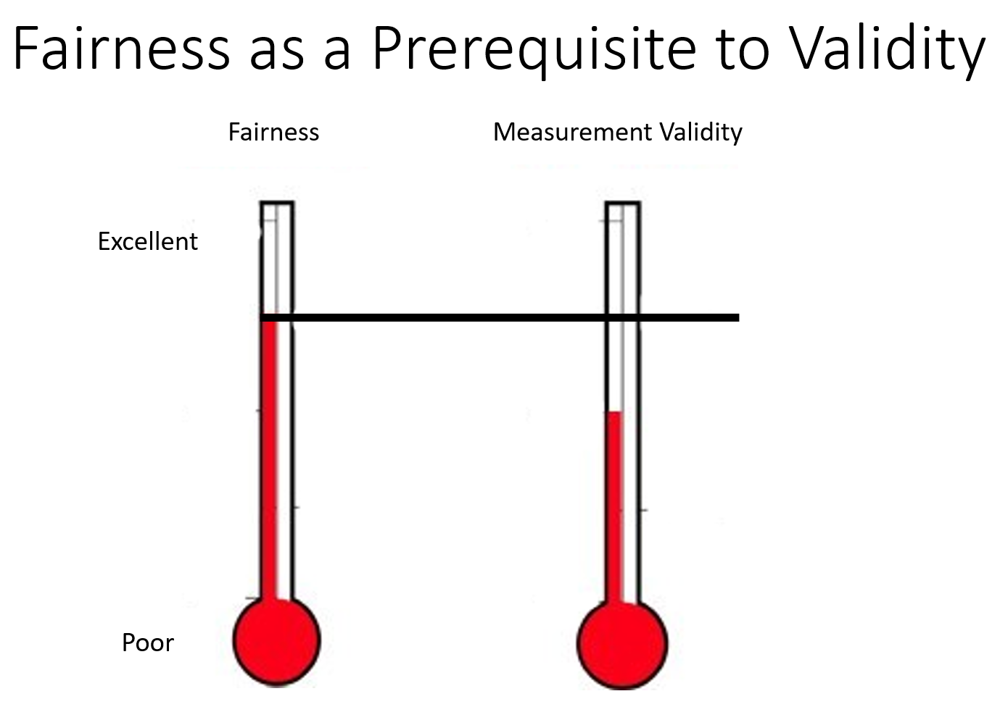 Fairness as a Prerequisite to Validity
Fairness
Measurement Validity
Excellent
Poor